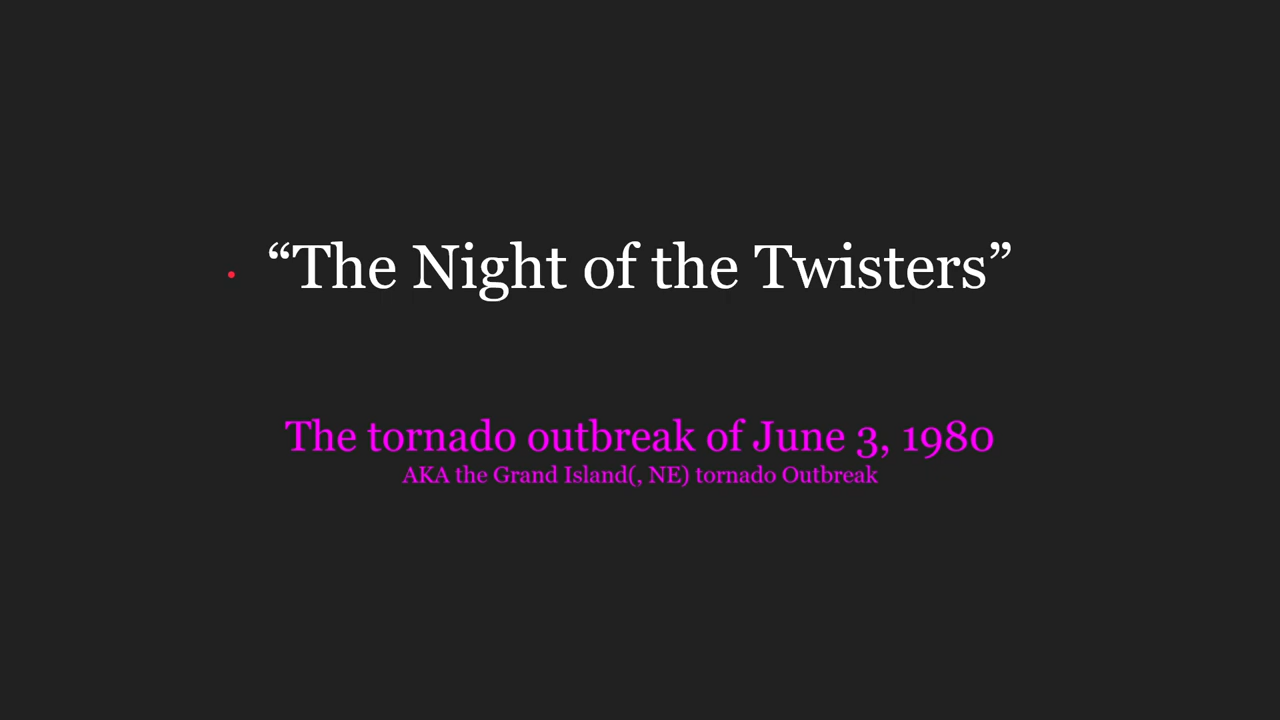 “The Night of the Twisters”
The tornado outbreak of June 3, 1980
AKA the Grand Island(, NE) tornado Outbreak